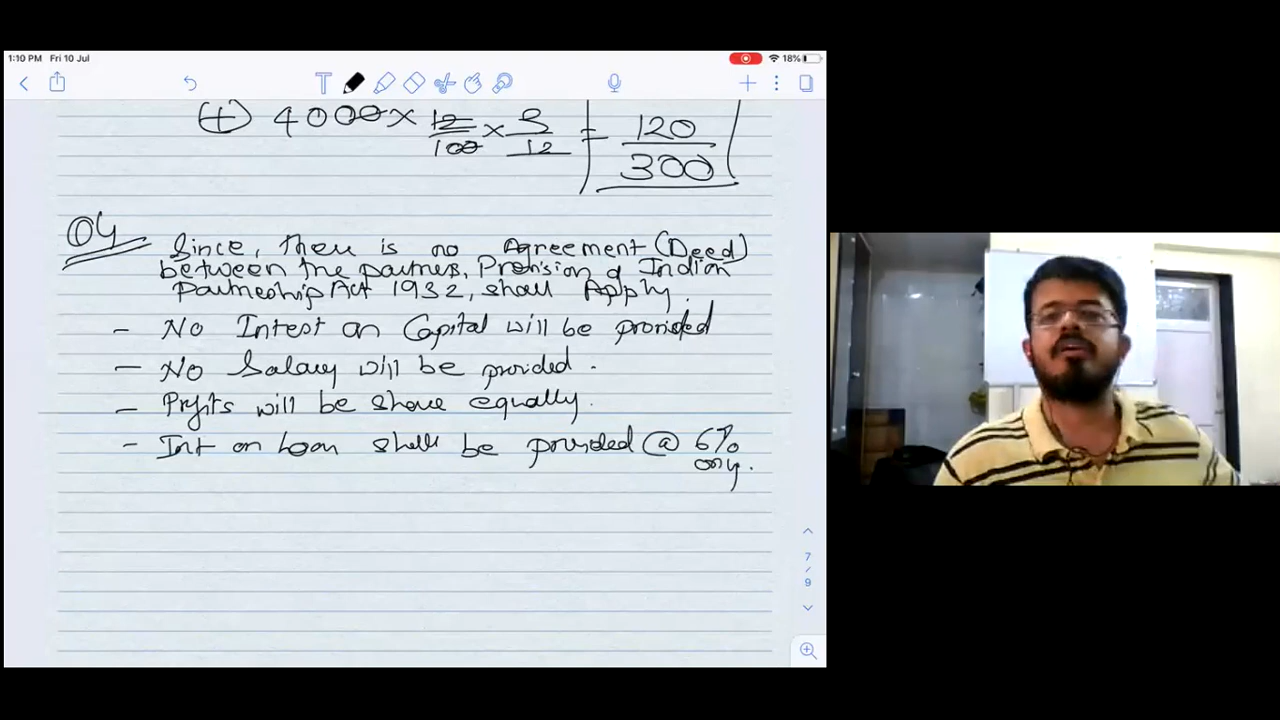 1:10 PM Fri 10 Jul
18%
T
(+) 4000 × 12/100 × 3/12 = 120
300
Q4
Since, there is no Agreement (Deed)
between the partners, Provision of Indian
Partneship Act 1932, shall Apply.
- No Intest on Capital will be provided
- No Salary will be provided.
- Profits will be share equally.
- Int on Loan shall be provided @ 6%
only.
7
/
9